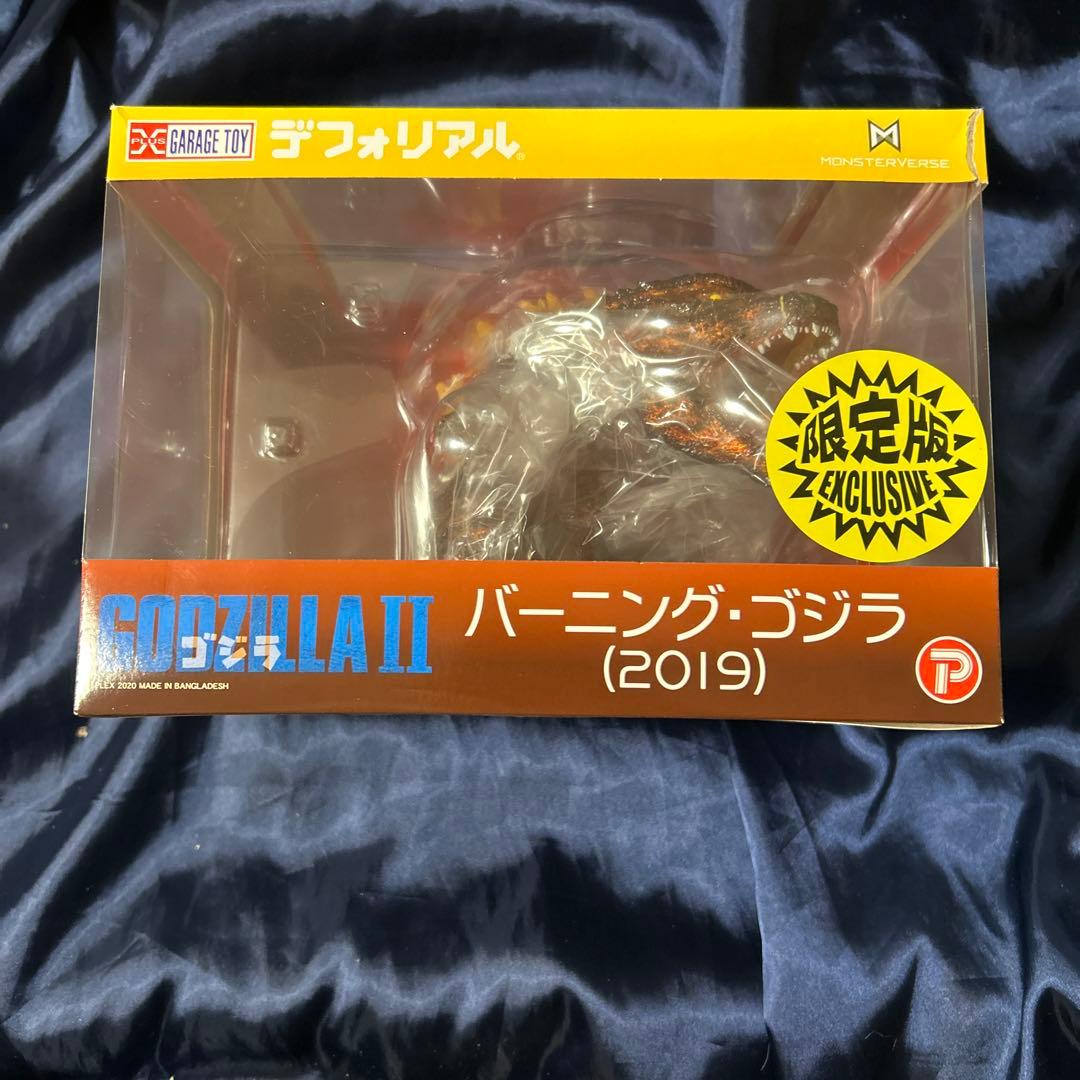 X PLUS GARAGE TOY デフォリアル®
MONSTERVERSE
限定版
EXCLUSIVE
GODZILLA II
ゴジラ
バーニング・ゴジラ
(2019)
PLEX 2020 MADE IN BANGLADESH
P